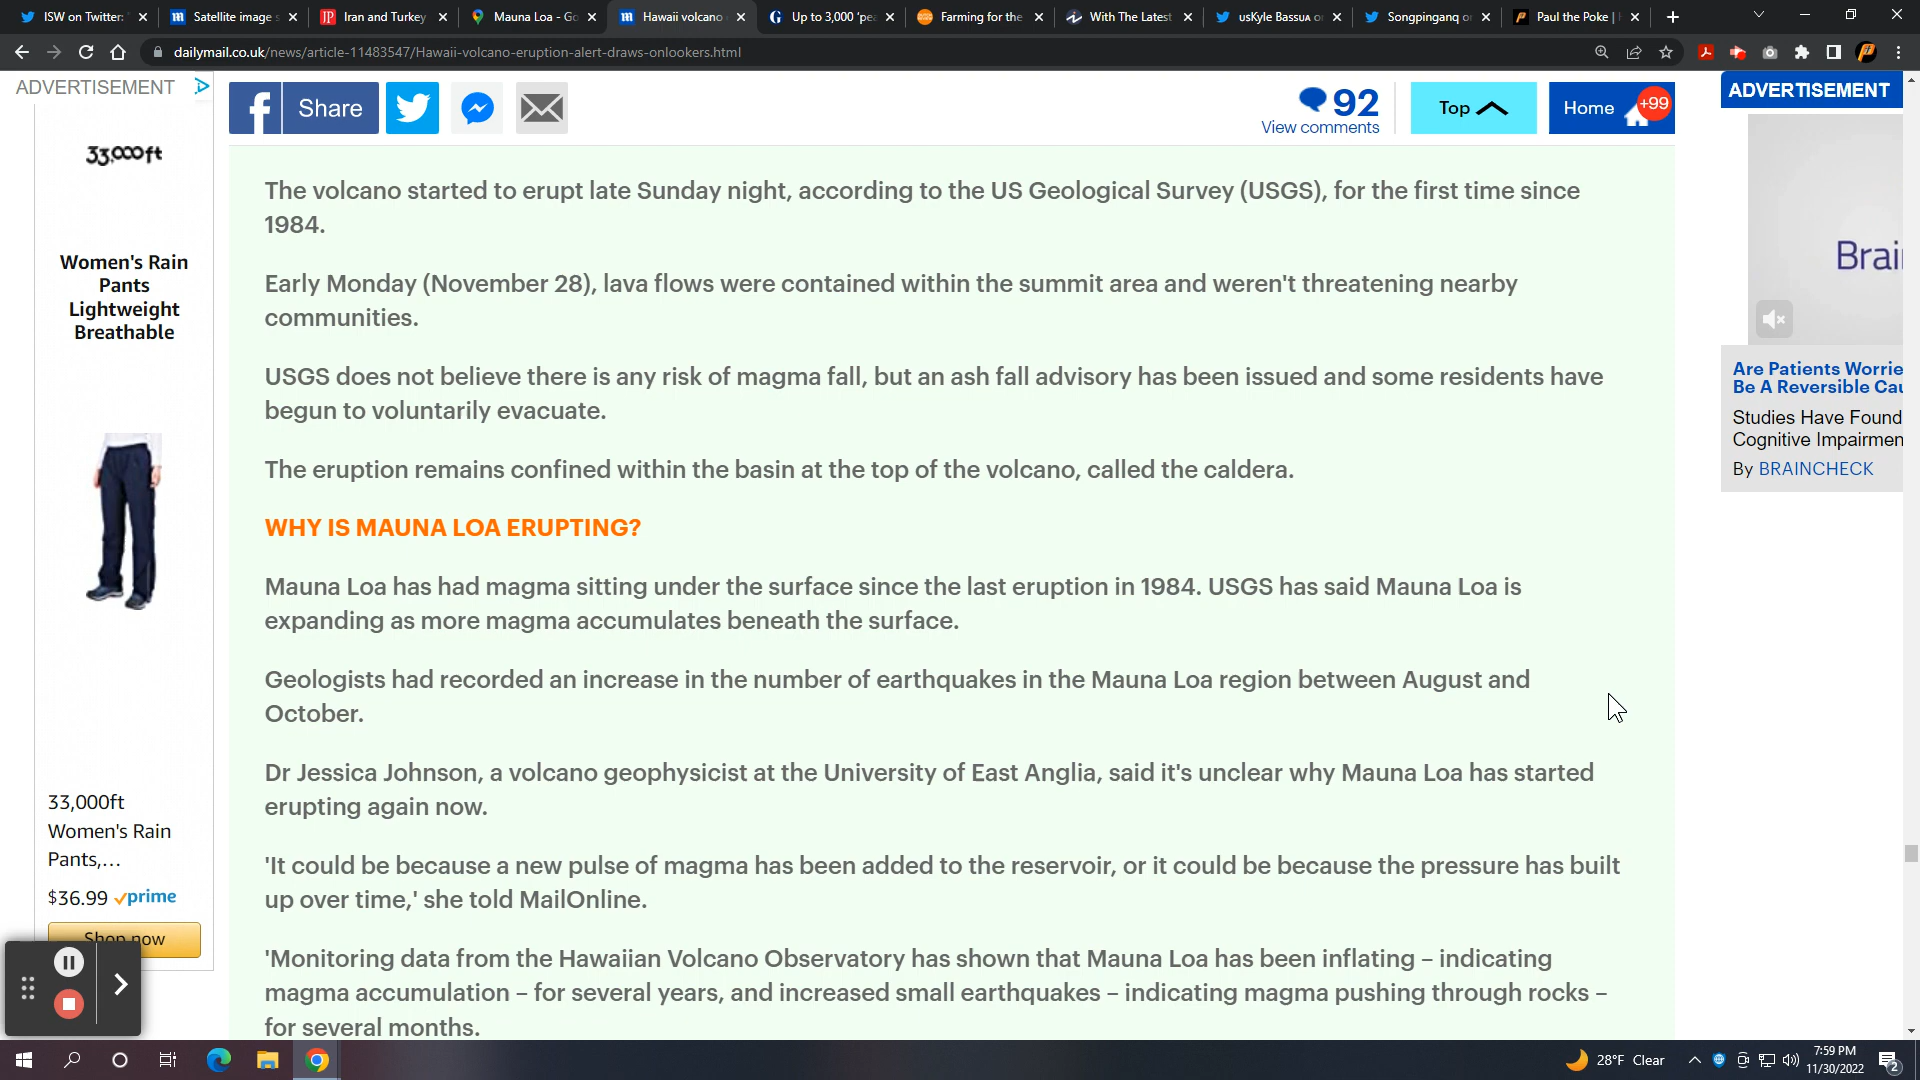 ISW on Twitter:
Satellite image s
Iran and Turkey
Mauna Loa - Go
Hawaii volcano
Up to 3,000 'pea
Farming for the
With The Latest
usKyle Bassua o
Songpinganq o
Paul the Poke |
dailymail.co.uk/news/article-11483547/Hawaii-volcano-eruption-alert-draws-onlookers.html
ADVERTISEMENT
33,000ft
Women's Rain
Pants
Lightweight
Breathable
33,000ft
Women's Rain
Pants,...
$36.99 prime
Shop now
Share
92
View comments
Top
Home
+99
The volcano started to erupt late Sunday night, according to the US Geological Survey (USGS), for the first time since
1984.
Early Monday (November 28), lava flows were contained within the summit area and weren't threatening nearby
communities.
USGS does not believe there is any risk of magma fall, but an ash fall advisory has been issued and some residents have
begun to voluntarily evacuate.
The eruption remains confined within the basin at the top of the volcano, called the caldera.
WHY IS MAUNA LOA ERUPTING?
Mauna Loa has had magma sitting under the surface since the last eruption in 1984. USGS has said Mauna Loa is
expanding as more magma accumulates beneath the surface.
Geologists had recorded an increase in the number of earthquakes in the Mauna Loa region between August and
October.
Dr Jessica Johnson, a volcano geophysicist at the University of East Anglia, said it's unclear why Mauna Loa has started
erupting again now.
'It could be because a new pulse of magma has been added to the reservoir, or it could be because the pressure has built
up over time,' she told MailOnline.
'Monitoring data from the Hawaiian Volcano Observatory has shown that Mauna Loa has been inflating – indicating
magma accumulation – for several years, and increased small earthquakes – indicating magma pushing through rocks –
for several months.
ADVERTISEMENT
Brai
Are Patients Worrie
Be A Reversible Cau
Studies Have Found
Cognitive Impairmen
By BRAINCHECK
28°F Clear
7:59 PM
11/30/2022
2